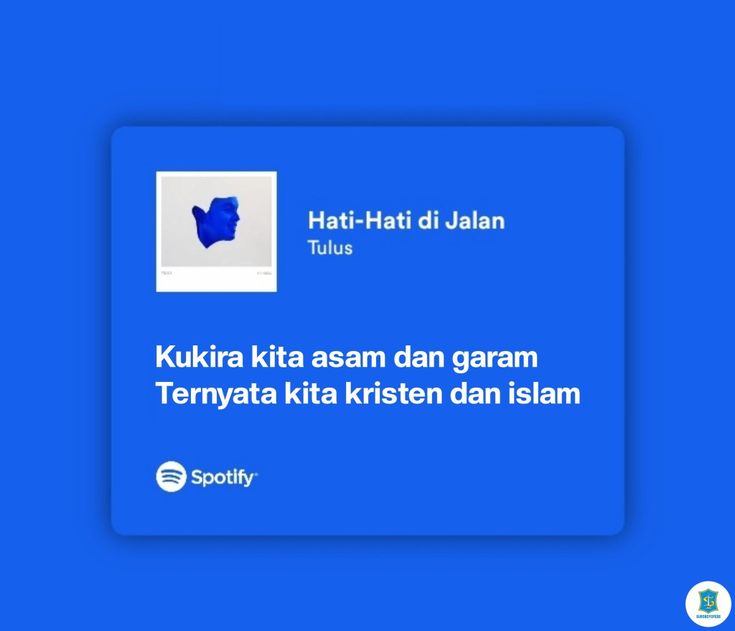 Hati-Hati di Jalan
Tulus
Kukira kita asam dan garam
Ternyata kita kristen dan islam
Spotify